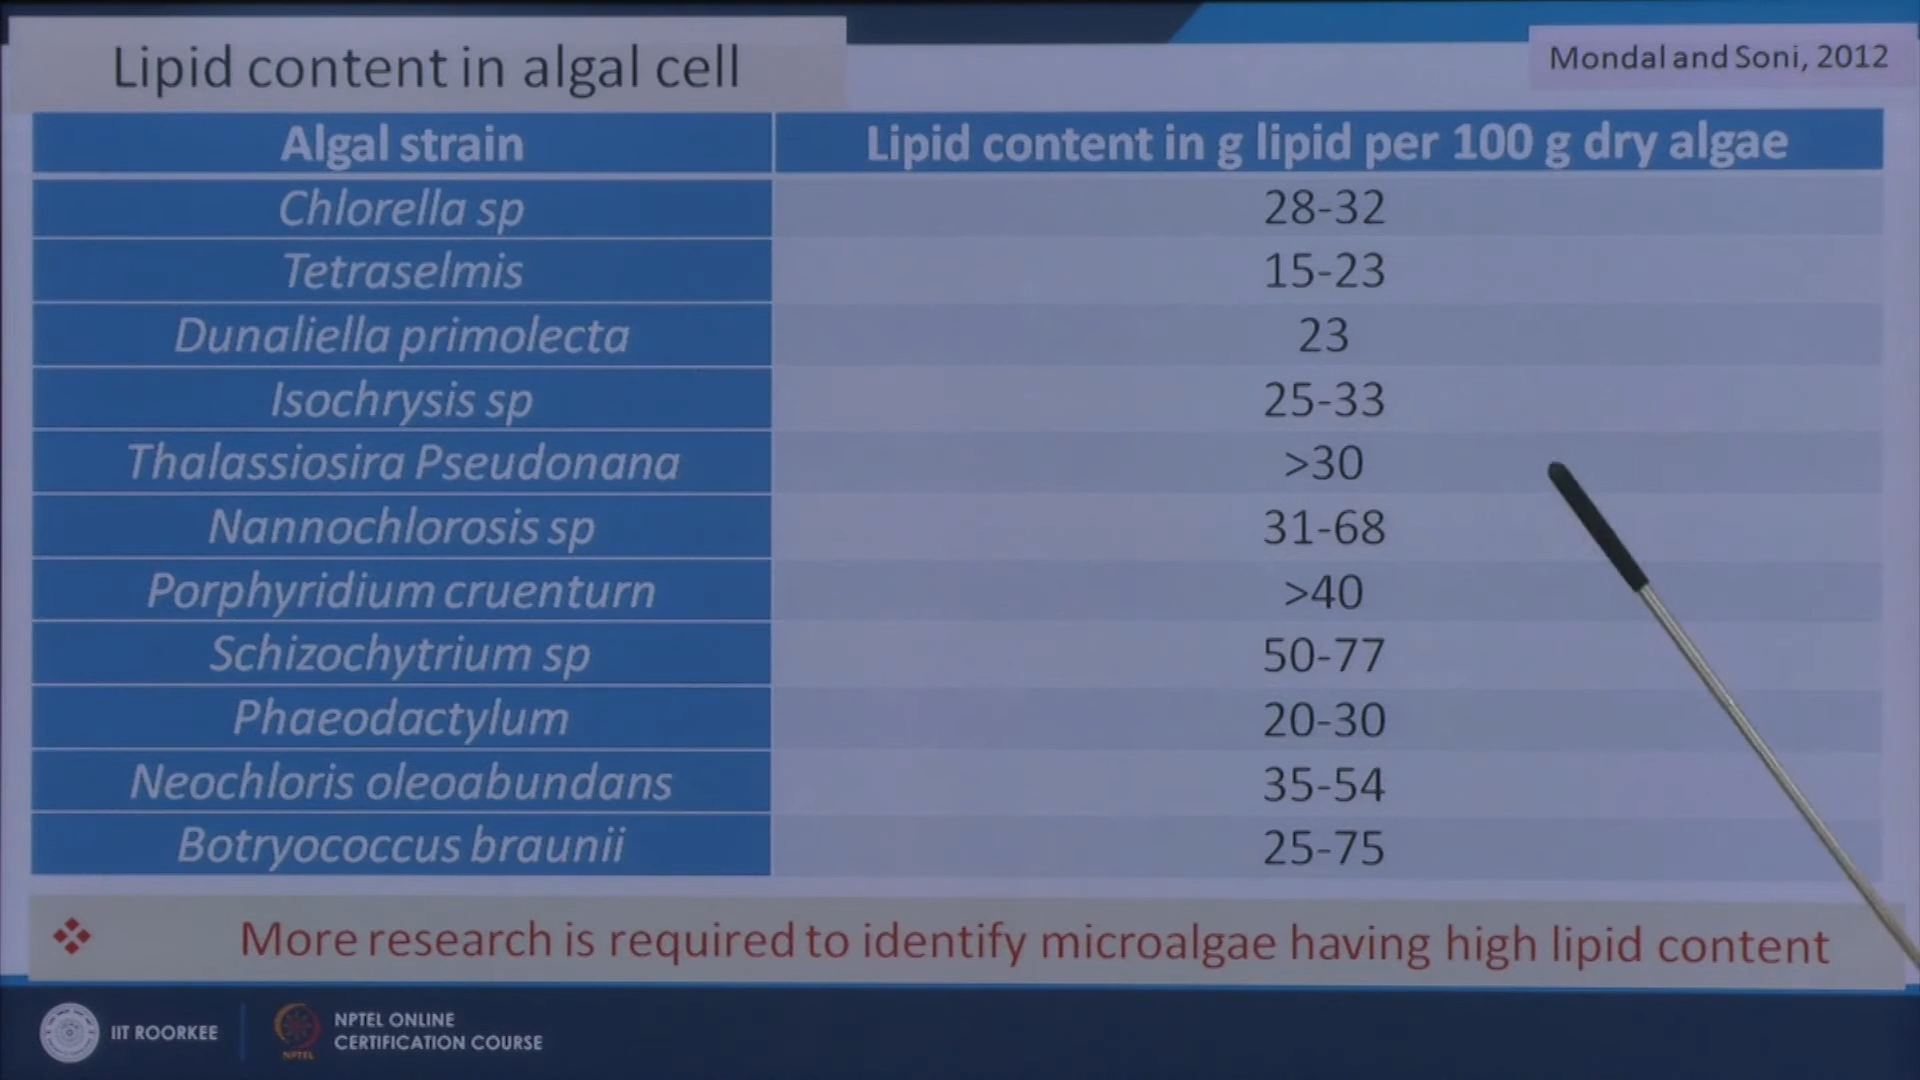 Lipid content in algal cell
Mondal and Soni, 2012
Algal strain Lipid content in g lipid per 100 g dry algae
Chlorella sp 28-32
Tetraselmis 15-23
Dunaliella primolecta 23
Isochrysis sp 25-33
Thalassiosira Pseudonana >30
Nannochlorosis sp 31-68
Porphyridium cruenturn >40
Schizochytrium sp 50-77
Phaeodactylum 20-30
Neochloris oleoabundans 35-54
Botryococcus braunii 25-75
More research is required to identify microalgae having high lipid content
IIT ROORKEE
NPTEL
NPTEL ONLINE
CERTIFICATION COURSE